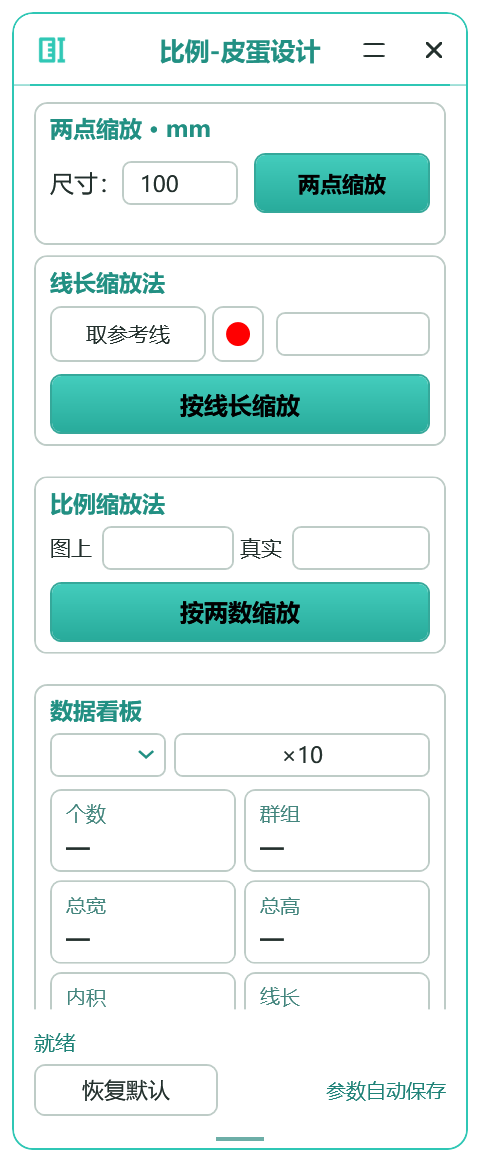 比例-皮蛋设计
两点缩放·mm
尺寸: 100 两点缩放
线长缩放法
取参考线
按线长缩放
比例缩放法
图上 真实
按两数缩放
数据看板
×10
个数 群组
— —
总宽 总高
— —
内积 线长
就绪
恢复默认 参数自动保存